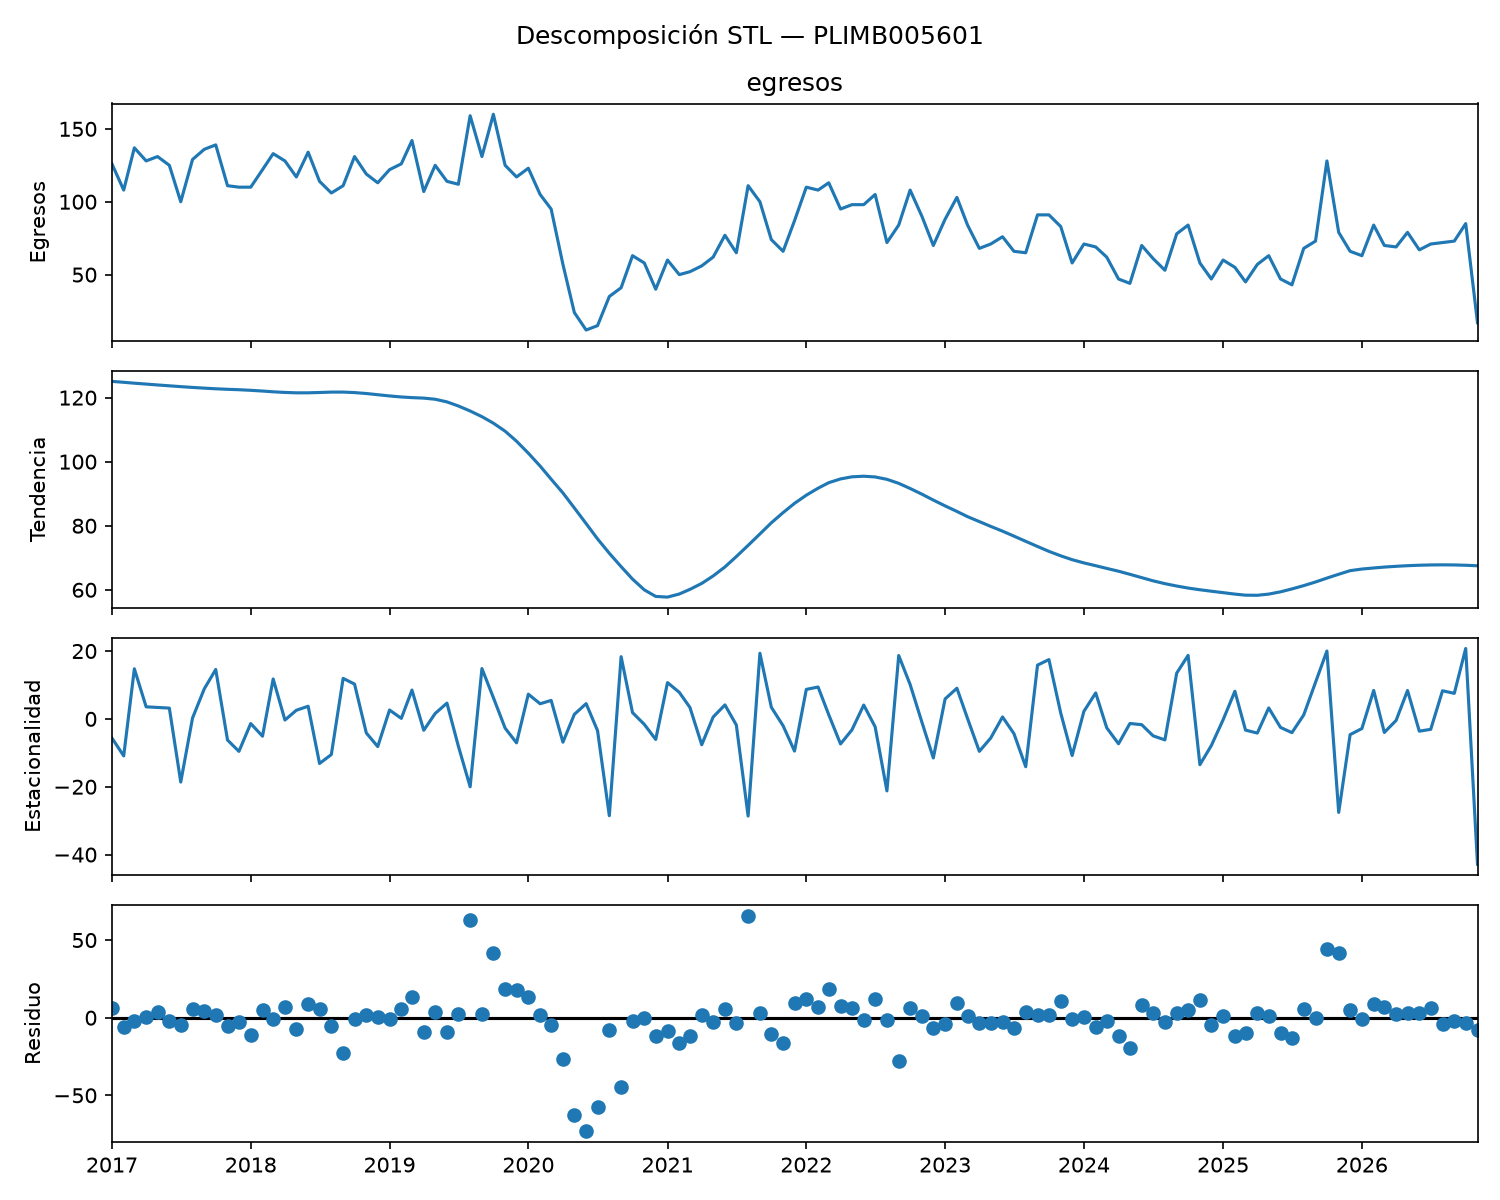 Descomposición STL — PLIMB005601
egresos
150
100
50
Egresos
120
100
80
60
Tendencia
20
0
−20
−40
Estacionalidad
50
0
−50
Residuo
2017 2018 2019 2020 2021 2022 2023 2024 2025 2026